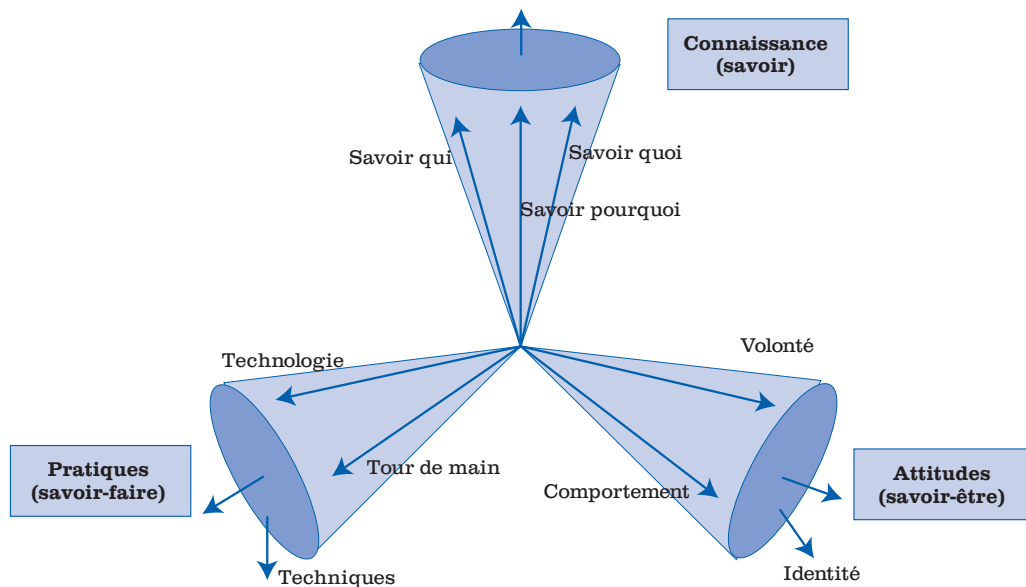 Connaissance
(savoir)
Savoir qui
Savoir quoi
Savoir pourquoi
Technologie
Volonté
Pratiques
(savoir-faire)
Tour de main
Comportement
Attitudes
(savoir-être)
Techniques
Identité